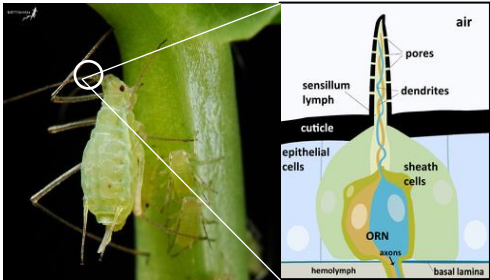 air
pores
sensillum
lymph
dendrites
cuticle
epithelial
cells
sheath
cells
ORN
axons
hemolymph
basal lamina